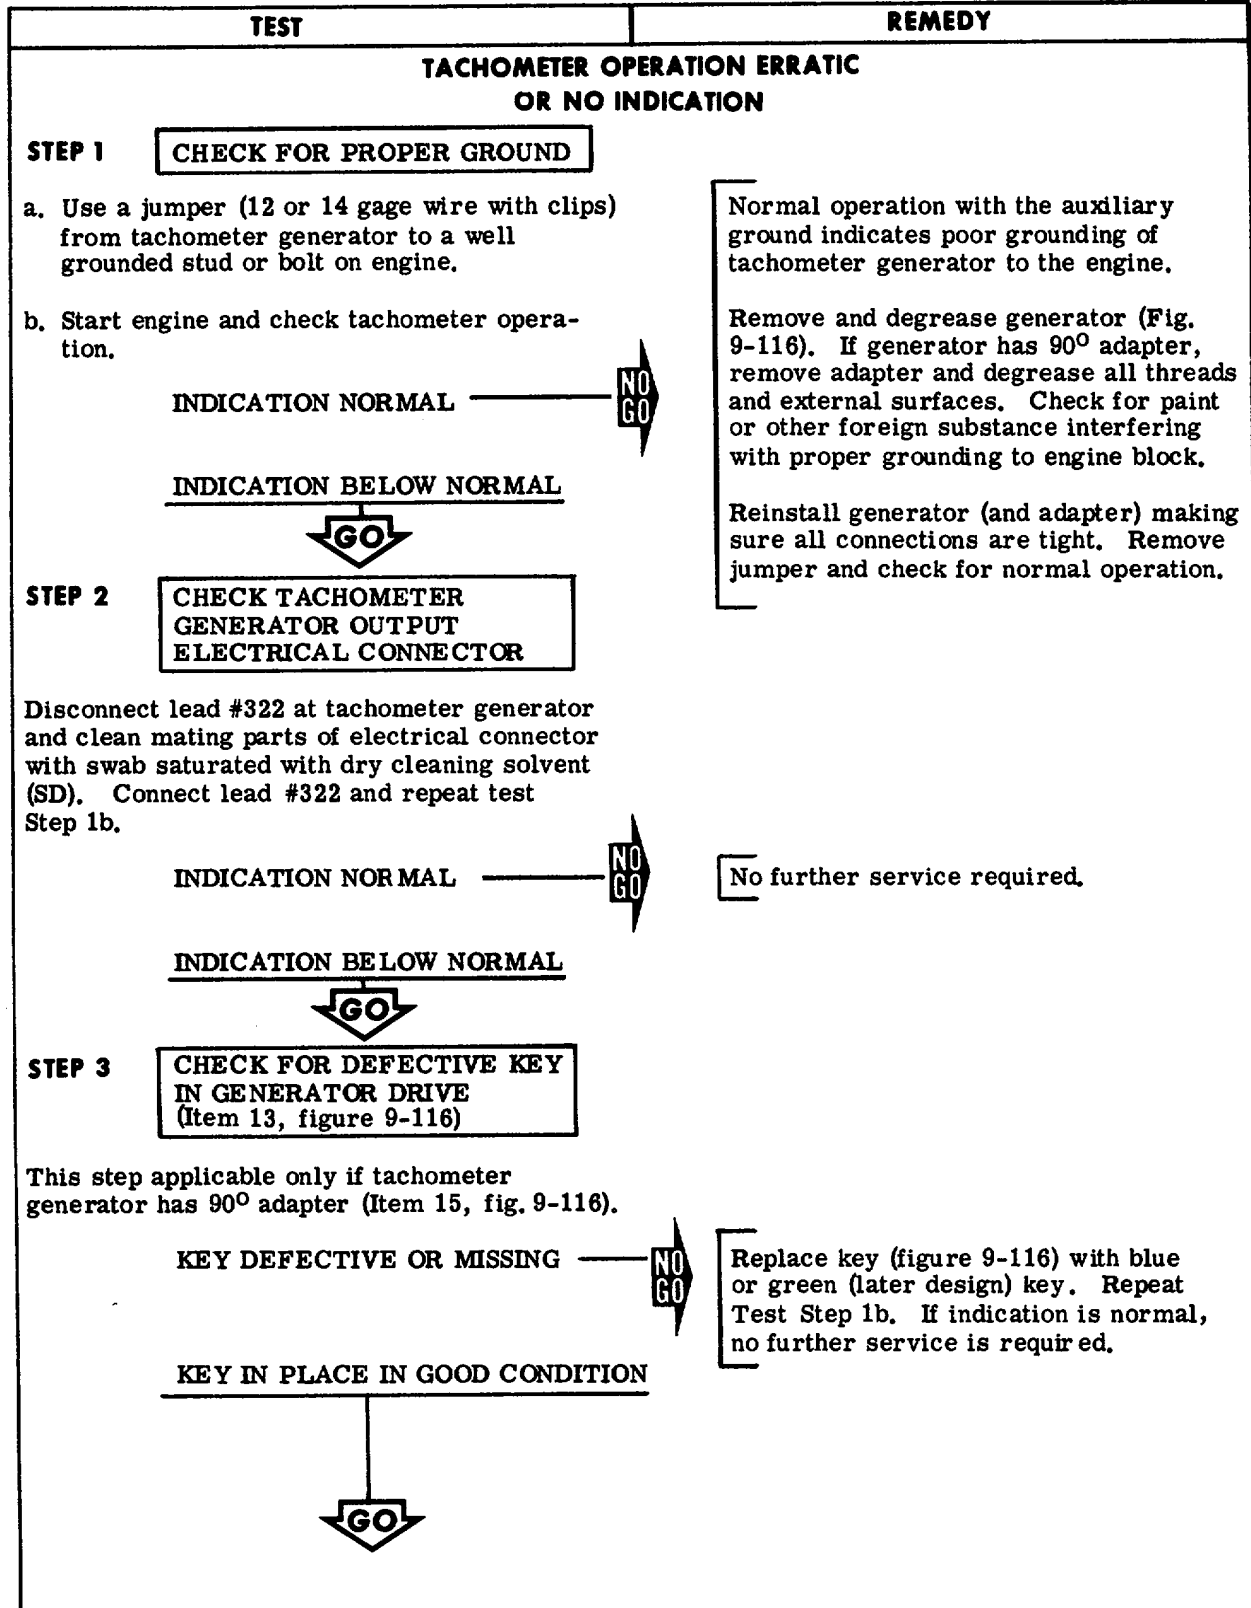 TEST
REMEDY
TACHOMETER OPERATION ERRATIC
OR NO INDICATION
STEP 1
CHECK FOR PROPER GROUND
a. Use a jumper (12 or 14 gage wire with clips)
from tachometer generator to a well
grounded stud or bolt on engine.
b. Start engine and check tachometer opera-
tion.
INDICATION NORMAL
NO
GO
Normal operation with the auxiliary
ground indicates poor grounding of
tachometer generator to the engine.
Remove and degrease generator (Fig.
9-116). If generator has 90° adapter,
remove adapter and degrease all threads
and external surfaces. Check for paint
or other foreign substance interfering
with proper grounding to engine block.
Reinstall generator (and adapter) making
sure all connections are tight. Remove
jumper and check for normal operation.
INDICATION BELOW NORMAL
GO
STEP 2
CHECK TACHOMETER
GENERATOR OUTPUT
ELECTRICAL CONNECTOR
Disconnect lead #322 at tachometer generator
and clean mating parts of electrical connector
with swab saturated with dry cleaning solvent
(SD). Connect lead #322 and repeat test
Step 1b.
INDICATION NORMAL
NO
GO
No further service required.
INDICATION BELOW NORMAL
GO
STEP 3
CHECK FOR DEFECTIVE KEY
IN GENERATOR DRIVE
(Item 13, figure 9-116)
This step applicable only if tachometer
generator has 90° adapter (Item 15, fig. 9-116).
KEY DEFECTIVE OR MISSING
NO
GO
Replace key (figure 9-116) with blue
or green (later design) key. Repeat
Test Step 1b. If indication is normal,
no further service is required.
KEY IN PLACE IN GOOD CONDITION
GO